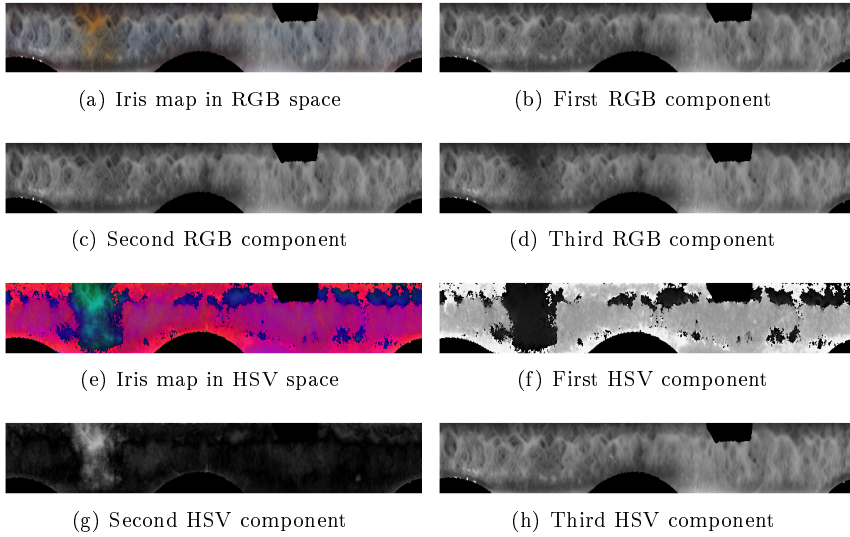 (a) Iris map in RGB space
(b) First RGB component
(c) Second RGB component
(d) Third RGB component
(e) Iris map in HSV space
(f) First HSV component
(g) Second HSV component
(h) Third HSV component